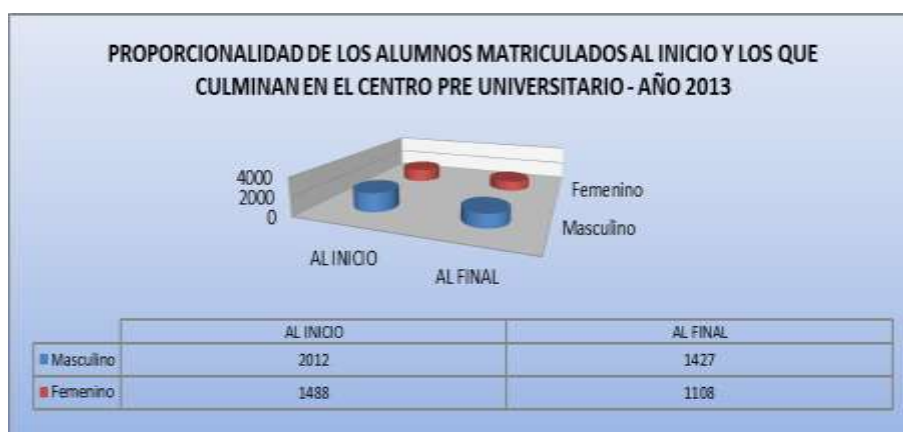 PROPORCIONALIDAD DE LOS ALUMNOS MATRICULADOS AL INICIO Y LOS QUE
CULMINAN EN EL CENTRO PRE UNIVERSITARIO - AÑO 2013
4000
2000
0
Femenino
Masculino
AL INICIO
AL FINAL
AL INICIO AL FINAL
Masculino 2012 1427
Femenino 1488 1108